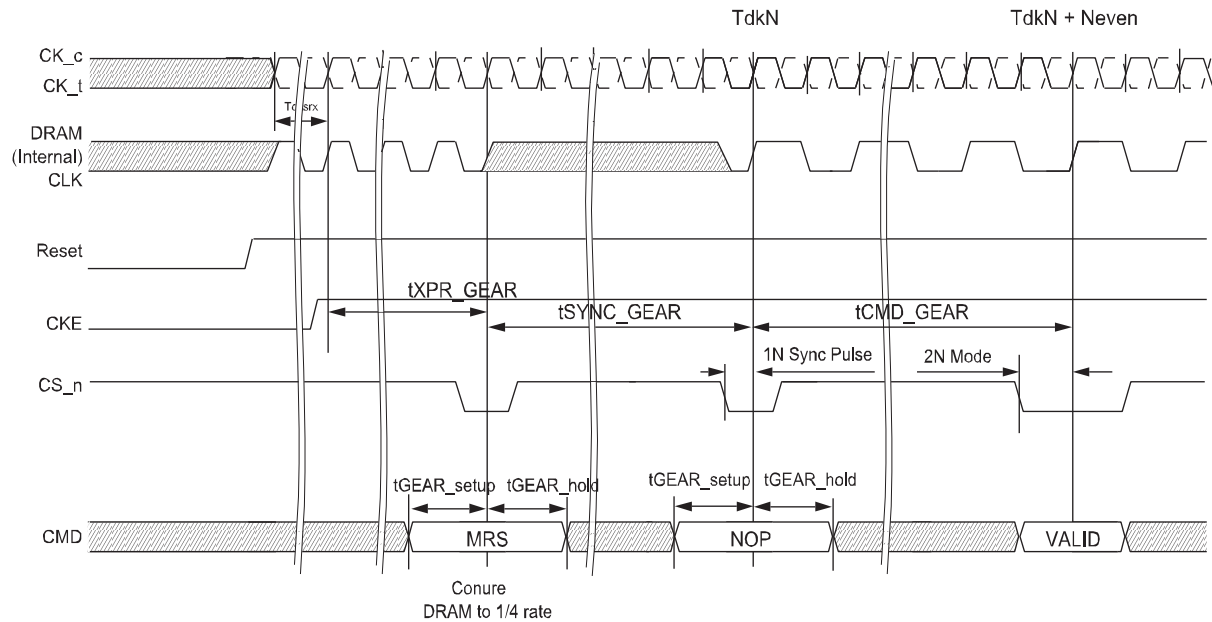 TdkN
TdkN + Neven
CK_c
CK_t
srx
DRAM
(Internal)
CLK
Reset
tXPR_GEAR
CKE
tSYNC_GEAR
tCMD_GEAR
1N Sync Pulse
2N Mode
CS_n
tGEAR_setup
tGEAR_hold
tGEAR_setup
tGEAR_hold
CMD
MRS
NOP
VALID
Conure
DRAM to 1/4 rate